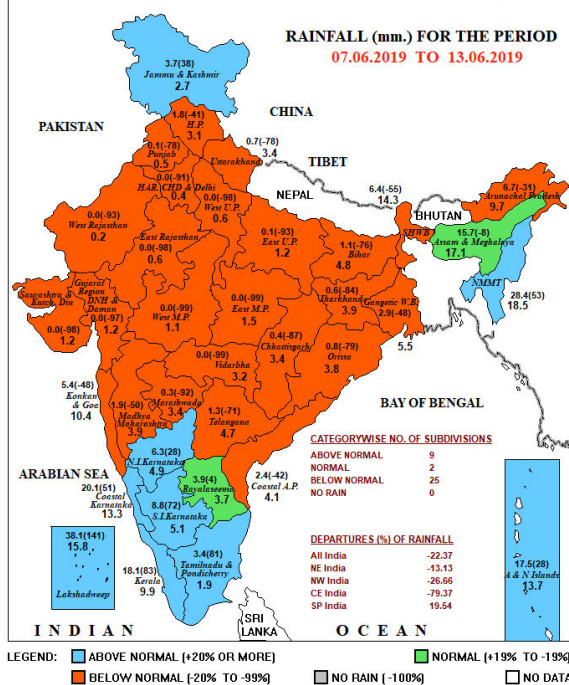 RAINFALL (mm.) FOR THE PERIOD
07.06.2019 TO 13.06.2019
3.7(38)
Jammu & Kashmir
2.7
CHINA
PAKISTAN
1.8(-41)
H.P.
3.1
0.7(-78)
3.4
Uttarakhand
TIBET
0.1(-78)
Punjab
0.5
0.0(-91)
HAR. CHD & Delhi
0.4
NEPAL
0.0(-98)
West U.P.
0.6
6.4(-55)
14.3
6.7(-31)
Arunachal Pradesh
9.7
BHUTAN
SHWB
15.7(-8)
Assam & Meghalaya
17.1
0.0(-93)
West Rajasthan
0.2
East Rajasthan
0.0(-98)
0.6
0.1(-93)
East U.P.
1.2
1.1(-76)
Bihar
4.8
NMMT
28.4(53)
18.5
Gujarat
Region
DNH &
Daman
0.0(-97)
1.2
Saurashtra &
Kutch, Diu
0.0(-98)
1.2
0.0(-99)
West M.P.
1.1
0.0(-99)
East M.P.
1.5
0.6(-84)
Jharkhand
3.9
Gangetic W.B.
2.9(-48)
5.5
0.4(-87)
Chhattisgarh
3.4
0.8(-79)
Orissa
3.8
0.0(-99)
Vidarbha
3.2
5.4(-48)
Konkan
& Goa
10.4
1.9(-50)
Madhya
Maharashtra
3.9
0.3(-92)
Marathwada
3.4
1.3(-71)
Telangana
4.7
BAY OF BENGAL
ARABIAN SEA
6.3(28)
N.I.Karnataka
4.9
3.9(4)
Rayalaseema
3.7
2.4(-42)
Coastal A.P.
4.1
20.1(51)
Coastal
Karnataka
13.3
8.8(72)
S.I.Karnataka
5.1
38.1(141)
15.8
Lakshadweep
18.1(83)
Kerala
9.9
3.4(81)
Tamilnadu &
Pondicherry
1.9
17.5(28)
A & N Islands
13.7
CATEGORYWISE NO. OF SUBDIVISIONS
ABOVE NORMAL 9
NORMAL 2
BELOW NORMAL 25
NO RAIN 0
DEPARTURES (%) OF RAINFALL
All India -22.37
NE India -13.13
NW India -26.66
CE India -79.37
SP India 19.54
SRI
LANKA
INDIAN OCEAN
LEGEND: ABOVE NORMAL (+20% OR MORE) NORMAL (+19% TO -19%)
BELOW NORMAL (-20% TO -99%) NO RAIN (-100%) NO DATA